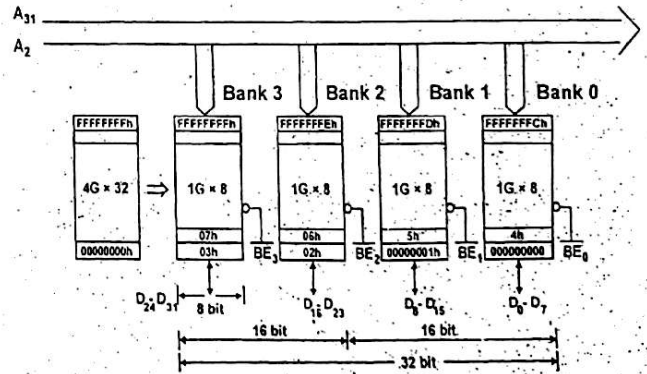 A31
A2
Bank 3 Bank 2 Bank 1 Bank 0
FFFFFFFFh FFFFFFFFh FFFFFFFEh FFFFFFFDh FFFFFFFCh
4G × 32 ⇒ 1G × 8 1G × 8 1G × 8 1G × 8
07h 06h 5h 4h
00000000h 03h 02h 00000001h 000000000
BE3 BE2 BE1 BE0
D24-D31 8 bit D16-D23 D8-D15 D0-D7
16 bit 16 bit
32 bit